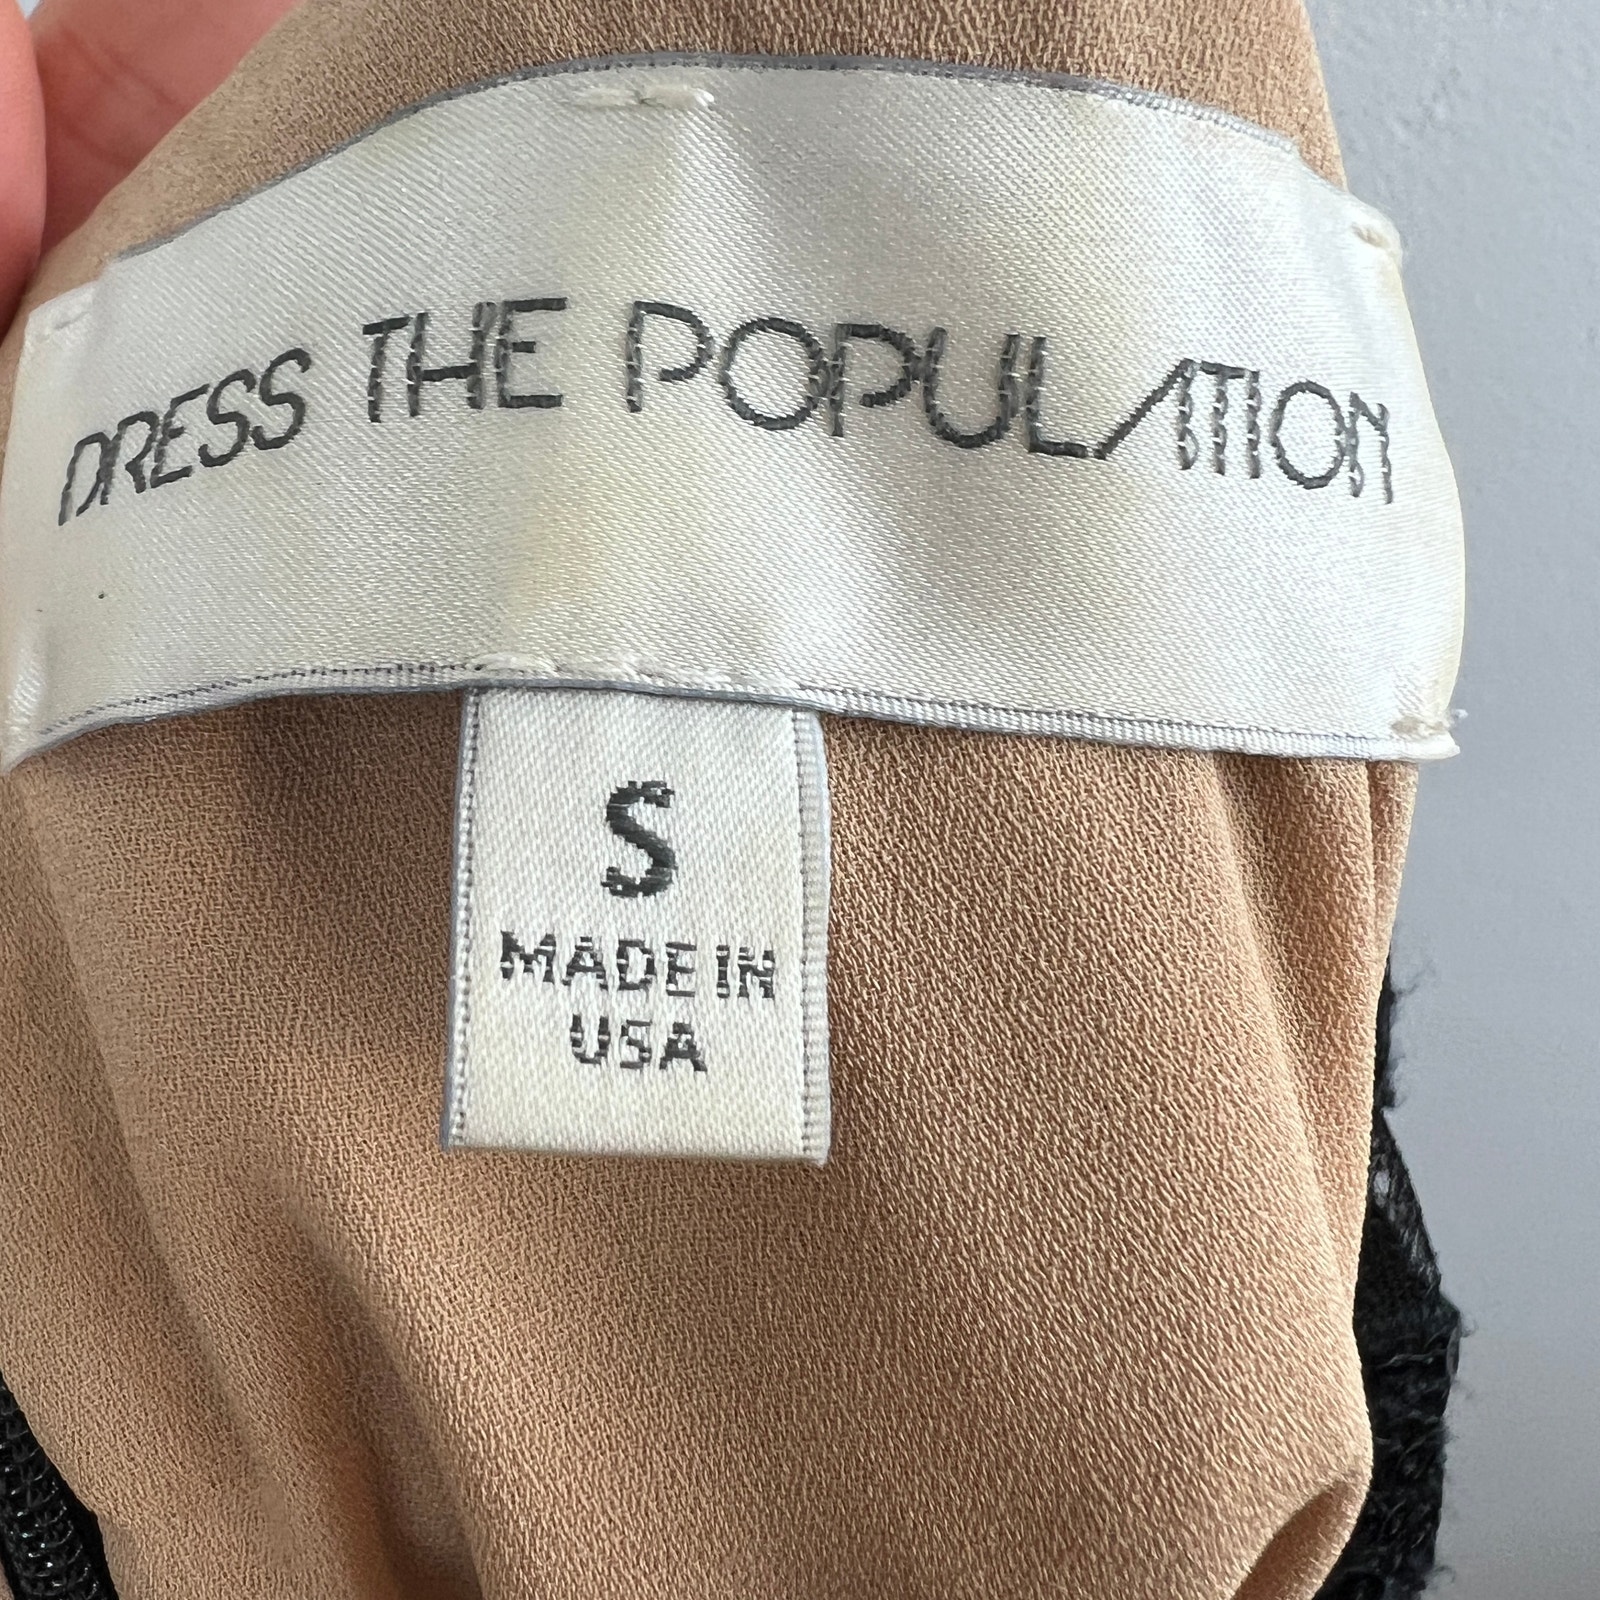 DRESS THE POPULATION
S
MADE IN
USA